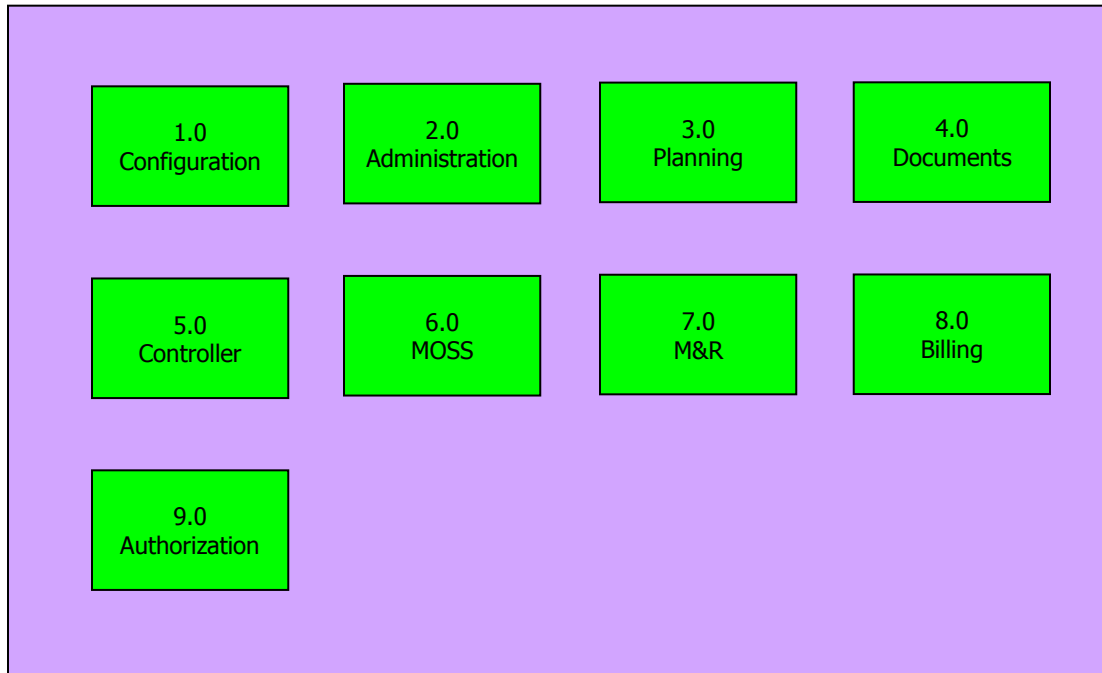 1.0
Configuration
2.0
Administration
3.0
Planning
4.0
Documents
5.0
Controller
6.0
MOSS
7.0
M&R
8.0
Billing
9.0
Authorization